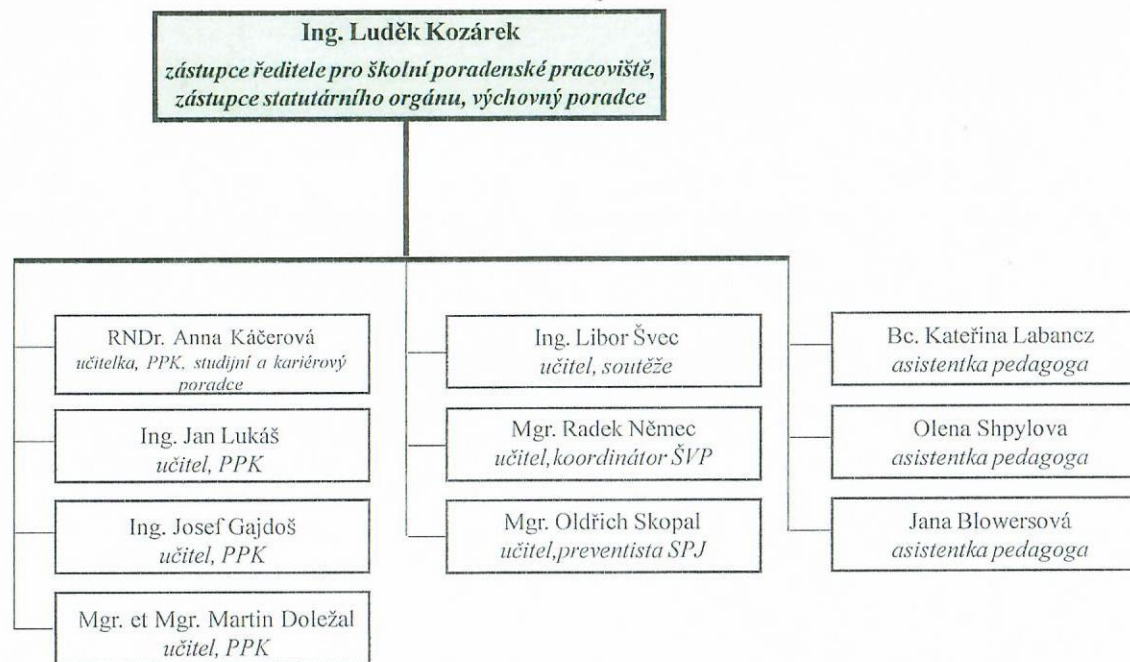 Ing. Luděk Kozárek
zástupce ředitele pro školní poradenské pracoviště,
zástupce statutárního orgánu, výchovný poradce
RNDr. Anna Káčerová
učitelka, PPK, studijní a kariérový
poradce
Ing. Jan Lukáš
učitel, PPK
Ing. Josef Gajdoš
učitel, PPK
Mgr. et Mgr. Martin Doležal
učitel, PPK
Ing. Libor Švec
učitel, soutěže
Mgr. Radek Němec
učitel,koordinátor ŠVP
Mgr. Oldřich Skopal
učitel,preventista SPJ
Bc. Kateřina Labancz
asistentka pedagoga
Olena Shpylova
asistentka pedagoga
Jana Blowersová
asistentka pedagoga